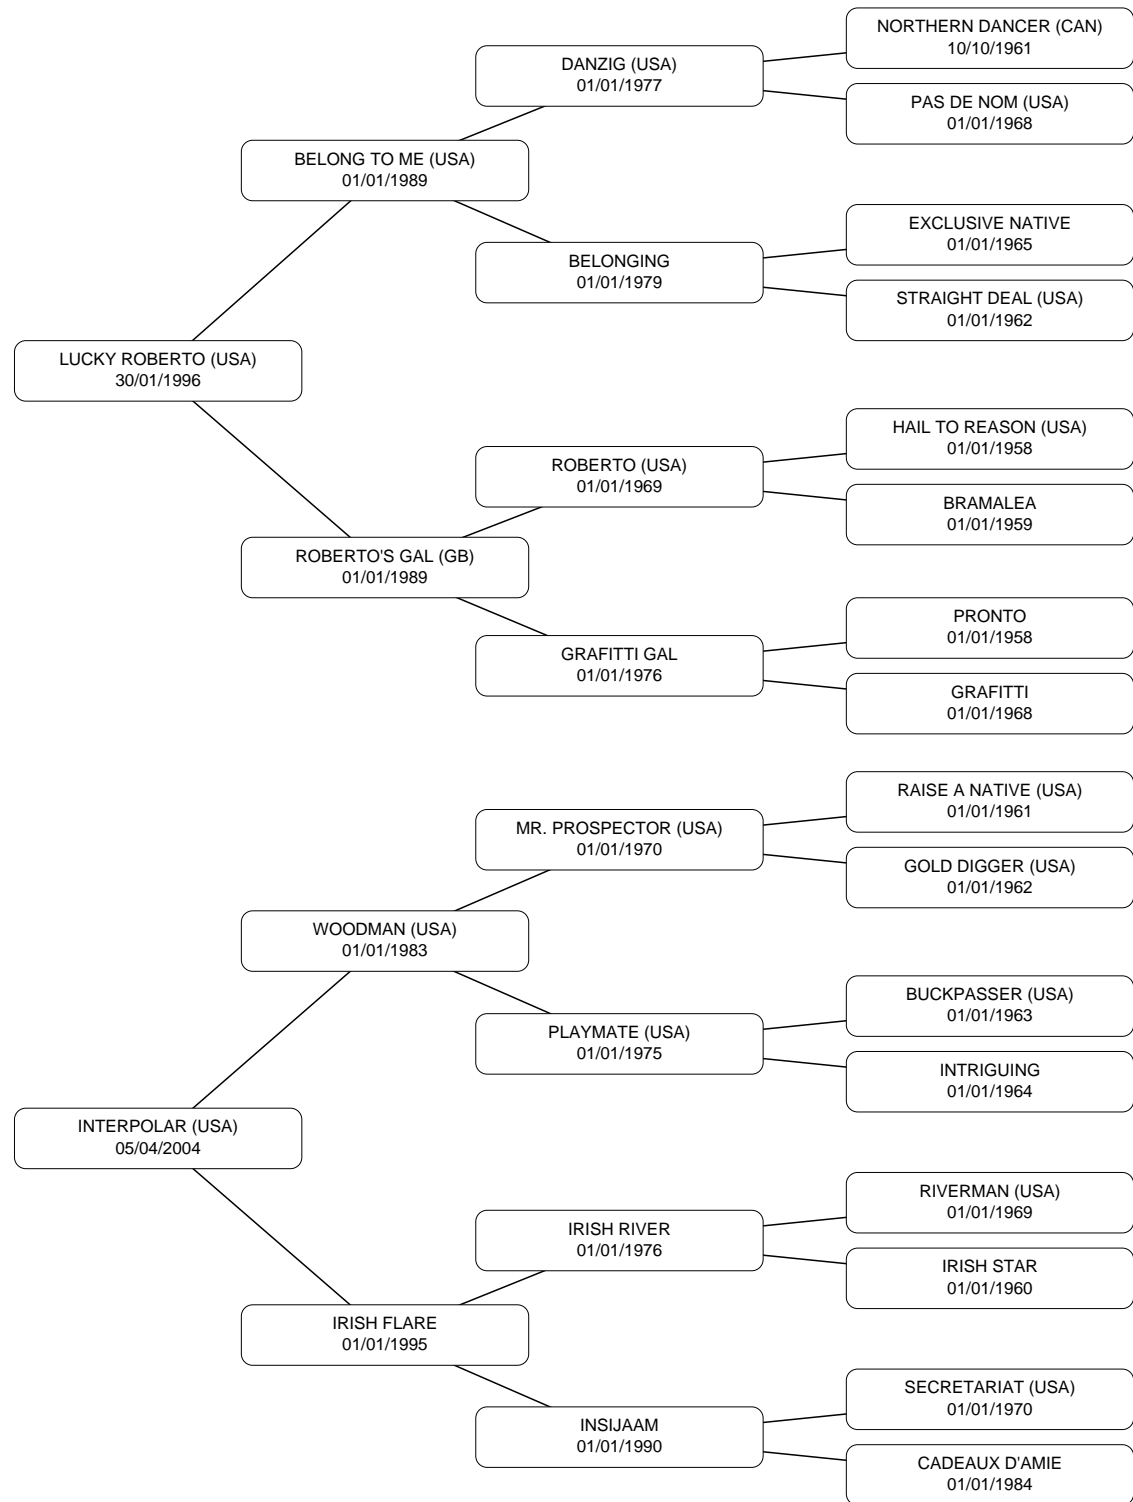 NORTHERN DANCER (CAN)
10/10/1961
DANZIG (USA)
01/01/1977
PAS DE NOM (USA)
01/01/1968
BELONG TO ME (USA)
01/01/1989
EXCLUSIVE NATIVE
01/01/1965
BELONGING
01/01/1979
STRAIGHT DEAL (USA)
01/01/1962
LUCKY ROBERTO (USA)
30/01/1996
HAIL TO REASON (USA)
01/01/1958
ROBERTO (USA)
01/01/1969
BRAMALEA
01/01/1959
ROBERTO'S GAL (GB)
01/01/1989
PRONTO
01/01/1958
GRAFITTI GAL
01/01/1976
GRAFITTI
01/01/1968
RAISE A NATIVE (USA)
01/01/1961
MR. PROSPECTOR (USA)
01/01/1970
GOLD DIGGER (USA)
01/01/1962
WOODMAN (USA)
01/01/1983
BUCKPASSER (USA)
01/01/1963
PLAYMATE (USA)
01/01/1975
INTRIGUING
01/01/1964
INTERPOLAR (USA)
05/04/2004
RIVERMAN (USA)
01/01/1969
IRISH RIVER
01/01/1976
IRISH STAR
01/01/1960
IRISH FLARE
01/01/1995
SECRETARIAT (USA)
01/01/1970
INSIJAAM
01/01/1990
CADEAUX D'AMIE
01/01/1984